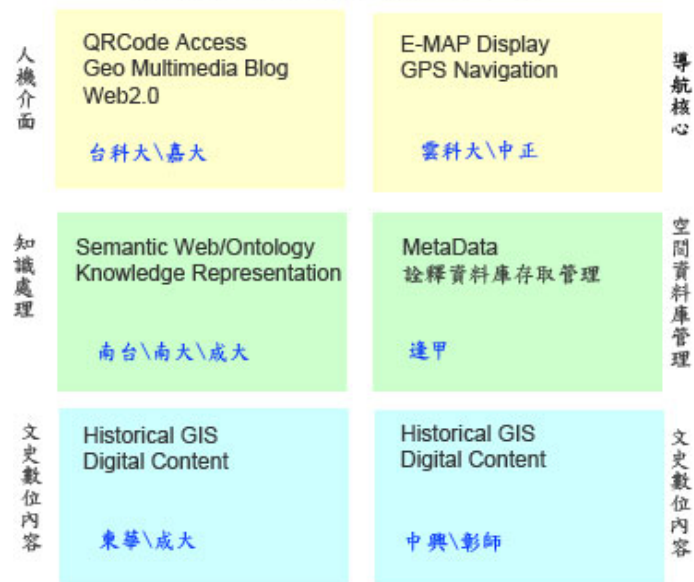 人機介面
QRCode Access
Geo Multimedia Blog
Web2.0
台科大\嘉大
E-MAP Display
GPS Navigation
雲科大\中正
導航核心
知識處理
Semantic Web/Ontology
Knowledge Representation
南台\南大\成大
MetaData
詮釋資料庫存取管理
逢甲
空間資料庫管理
文史數位內容
Historical GIS
Digital Content
東華\成大
Historical GIS
Digital Content
中興\彰師
文史數位內容